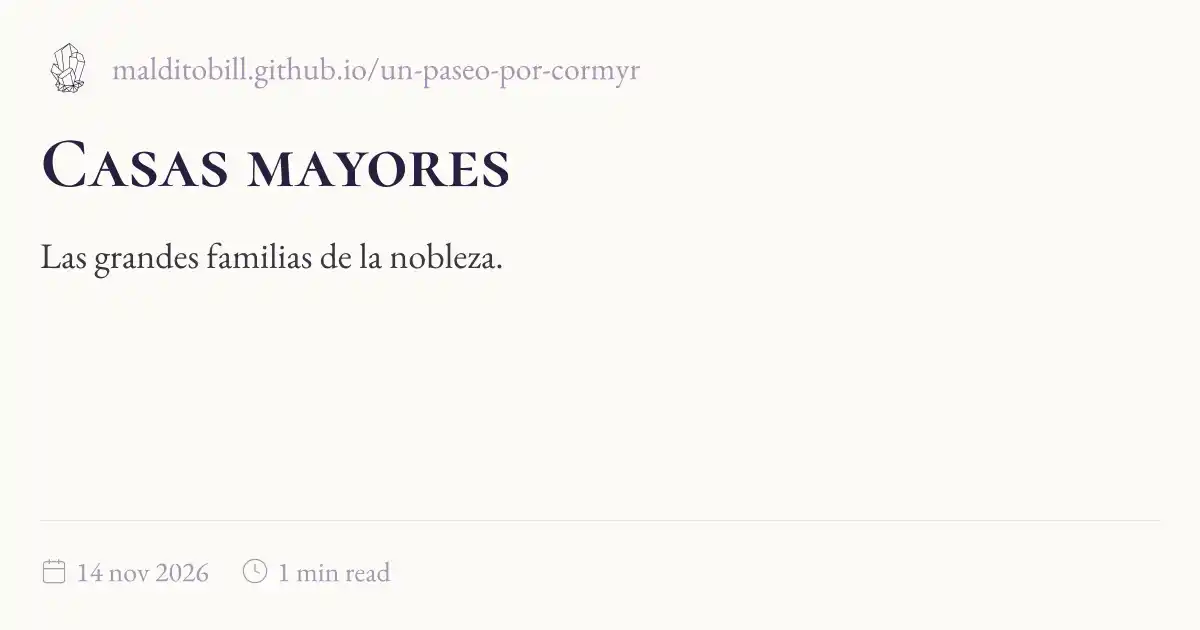 malditobill.github.io/un-paseo-por-cormyr
Casas mayores
Las grandes familias de la nobleza.
14 nov 2026 1 min read